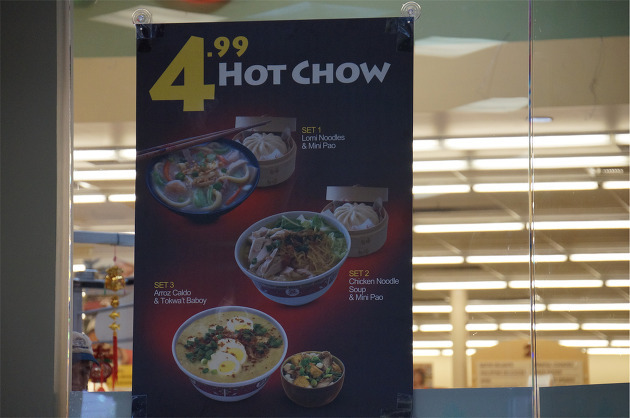 4.99
HOT CHOW
SET 1
Lomi Noodles
& Mini Pao
SET 2
Chicken Noodle
Soup
& Mini Pao
SET 3
Arroz Caldo
& Tokwa't Baboy